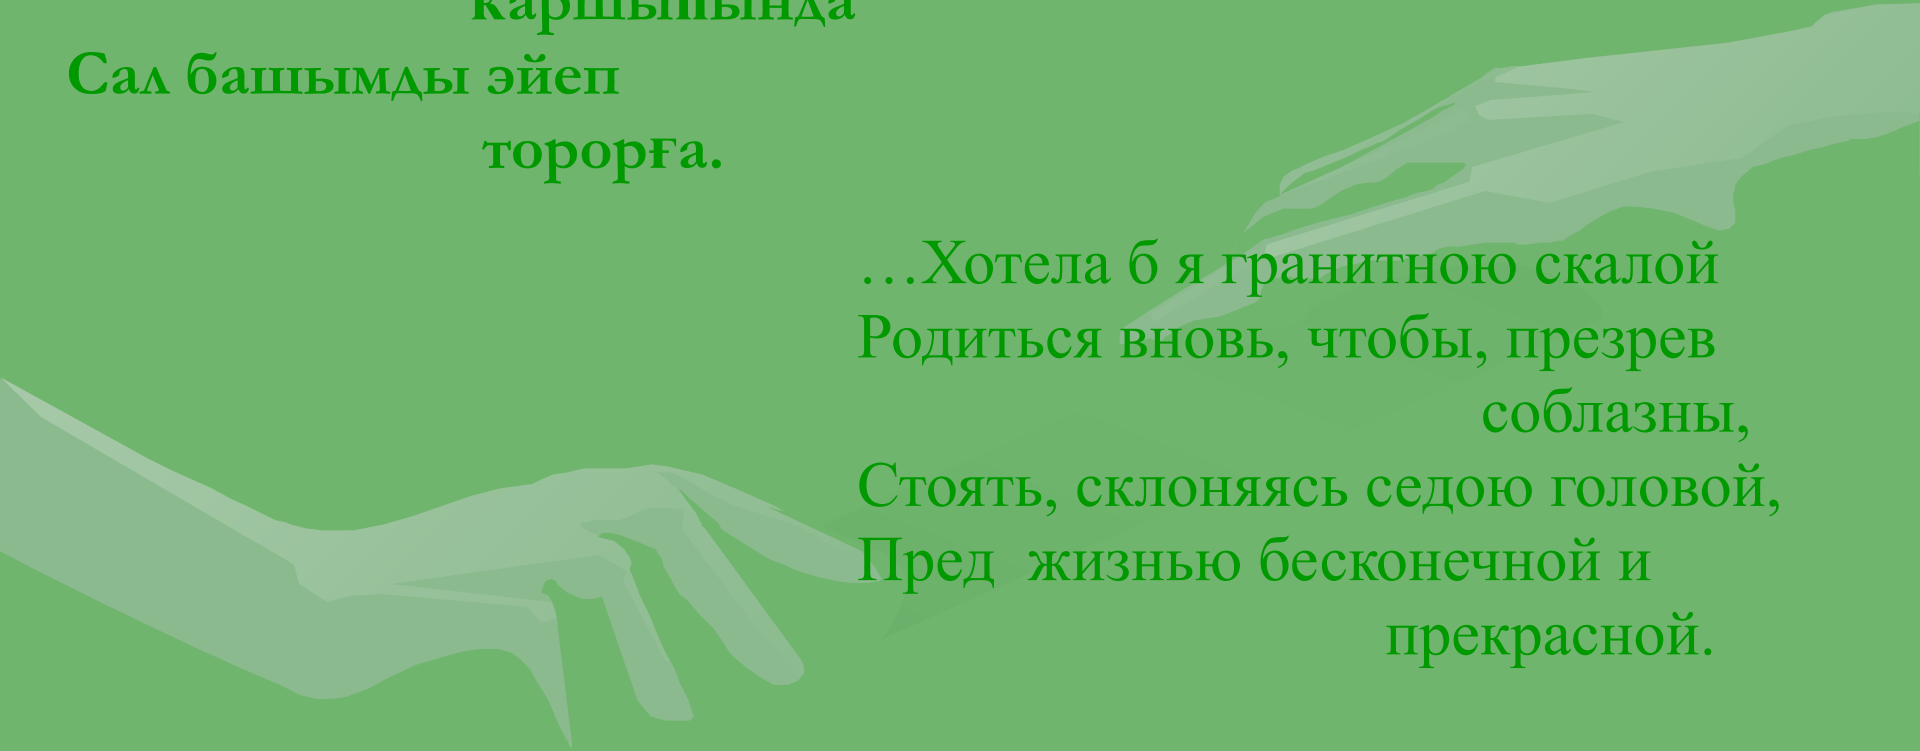 Сал башымды эйеп
торорға.
…Хотела б я гранитною скалой
Родиться вновь, чтобы, презрев
соблазны,
Стоять, склоняясь седою головой,
Пред жизнью бесконечной и
прекрасной.